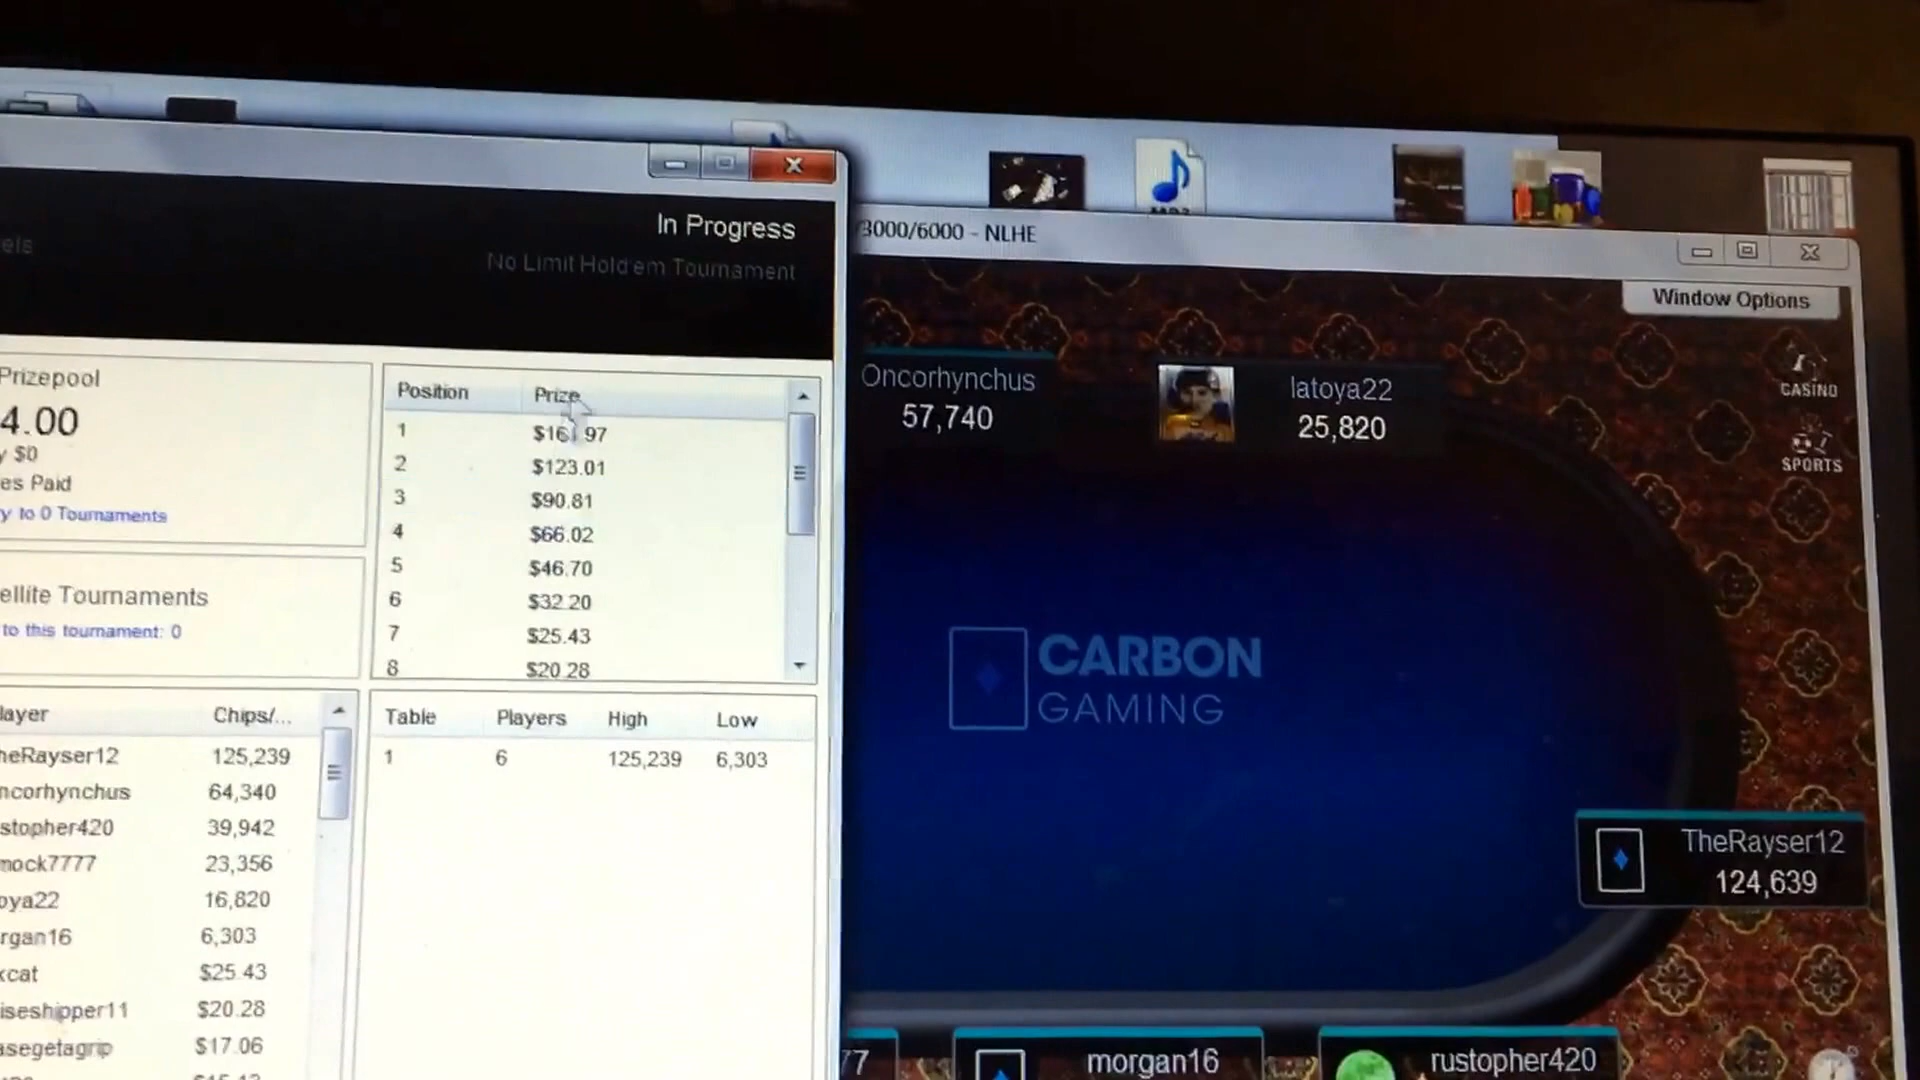 In Progress
No Limit Hold'em Tournament
Prizepool
4.00
y $0
es Paid
y to 0 Tournaments
ellite Tournaments
to this tournament: 0
Position Prize
1
2 $123.01
3 $90.81
4 $66.02
5 $46.70
6 $32.20
7 $25.43
8 $20.28
layer Chips/...
heRayser12 125,239
ncorhynchus 64,340
stopher420 39,942
mock7777 23,356
oya22 16,820
rgan16 6,303
xcat $25.43
iseshipper11 $20.28
asegetagrip $17.06
Table Players High Low
1 6 125,239 6,303
3000/6000 - NLHE
Window Options
CASINO
SPORTS
Oncorhynchus
57,740
latoya22
25,820
CARBON
GAMING
TheRayser12
124,639
77
morgan16
rustopher420